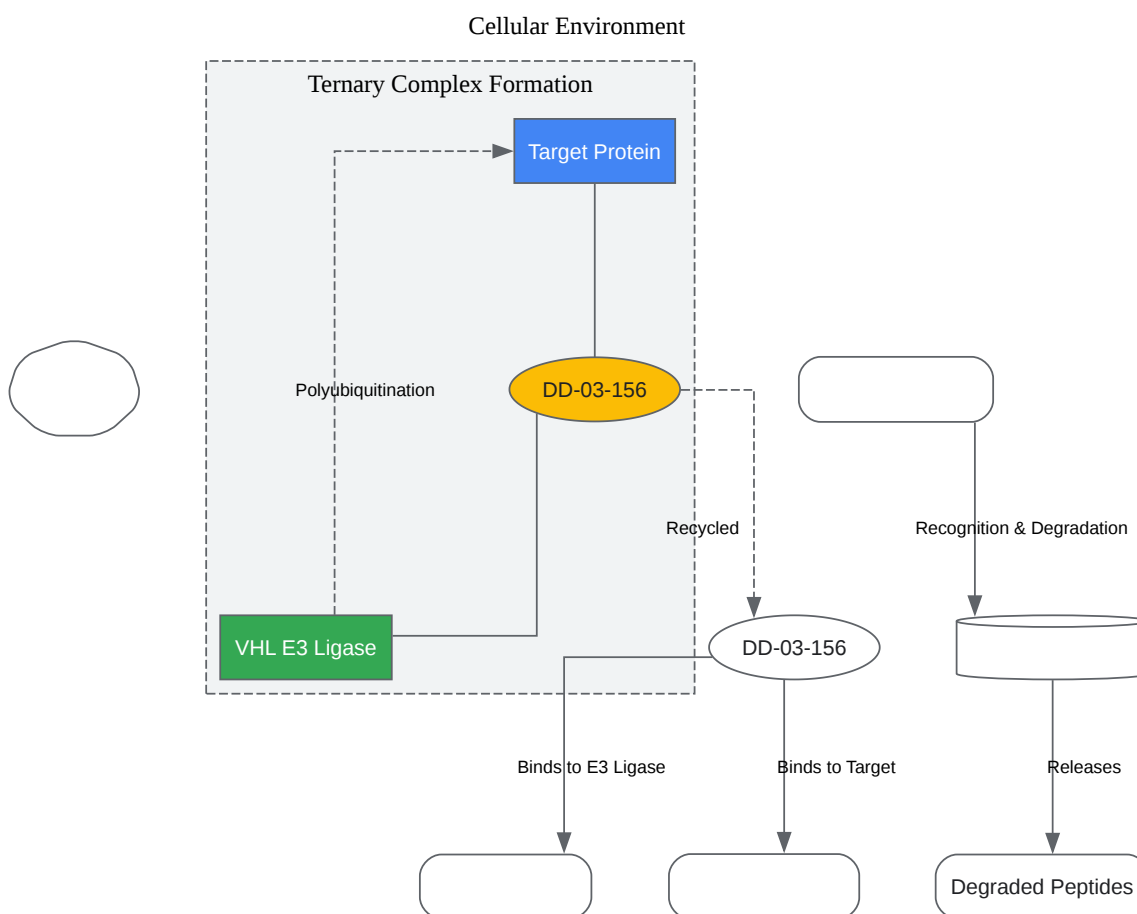 Cellular Environment
Ternary Complex Formation
Target Protein
Polyubiquitination
DD-03-156
Recycled
Recognition & Degradation
VHL E3 Ligase
DD-03-156
Binds to E3 Ligase
Binds to Target
Releases
Degraded Peptides